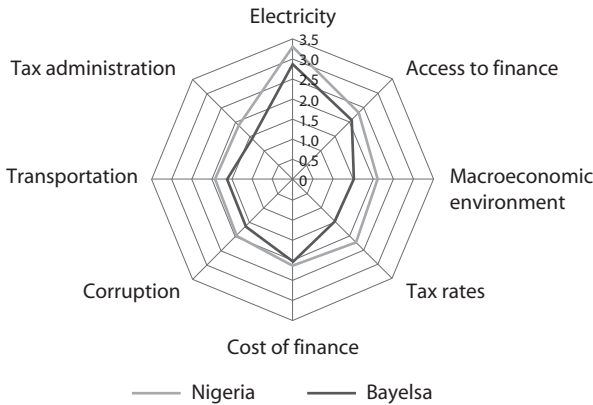 Electricity
3.5
3.0
2.5
2.0
1.5
1.0
0.5
0
Tax administration
Access to finance
Transportation
Macroeconomic
environment
Corruption
Tax rates
Cost of finance
Nigeria
Bayelsa